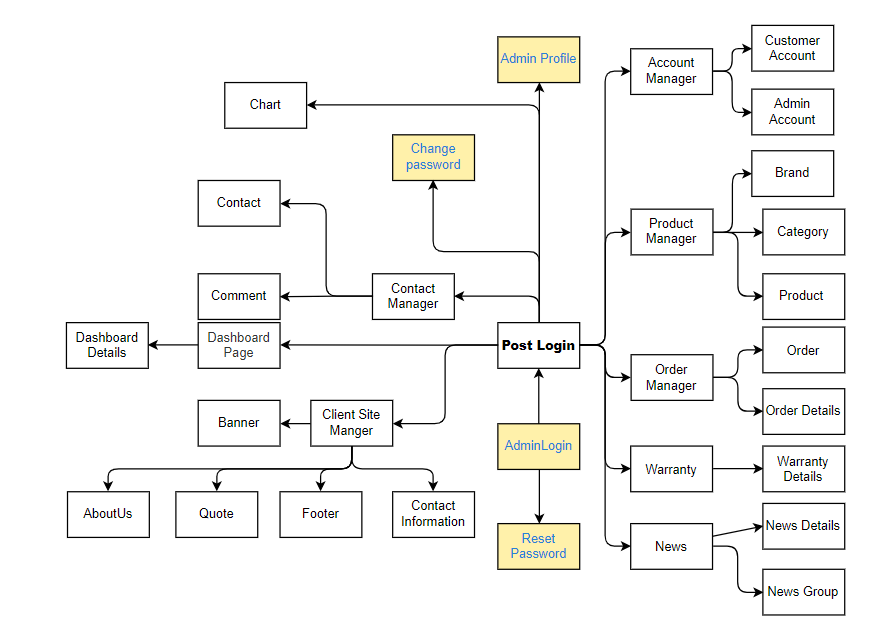 Admin Profile
Account
Manager
Customer
Account
Chart
Admin
Account
Change
password
Brand
Contact
Product
Manager
Category
Comment
Contact
Manager
Product
Dashboard
Details
Dashboard
Page
Post Login
Order
Order
Manager
Order Details
Banner
Client Site
Manger
AdminLogin
Warranty
Warranty
Details
AboutUs
Quote
Footer
Contact
Information
Reset
Password
News
News Details
News Group